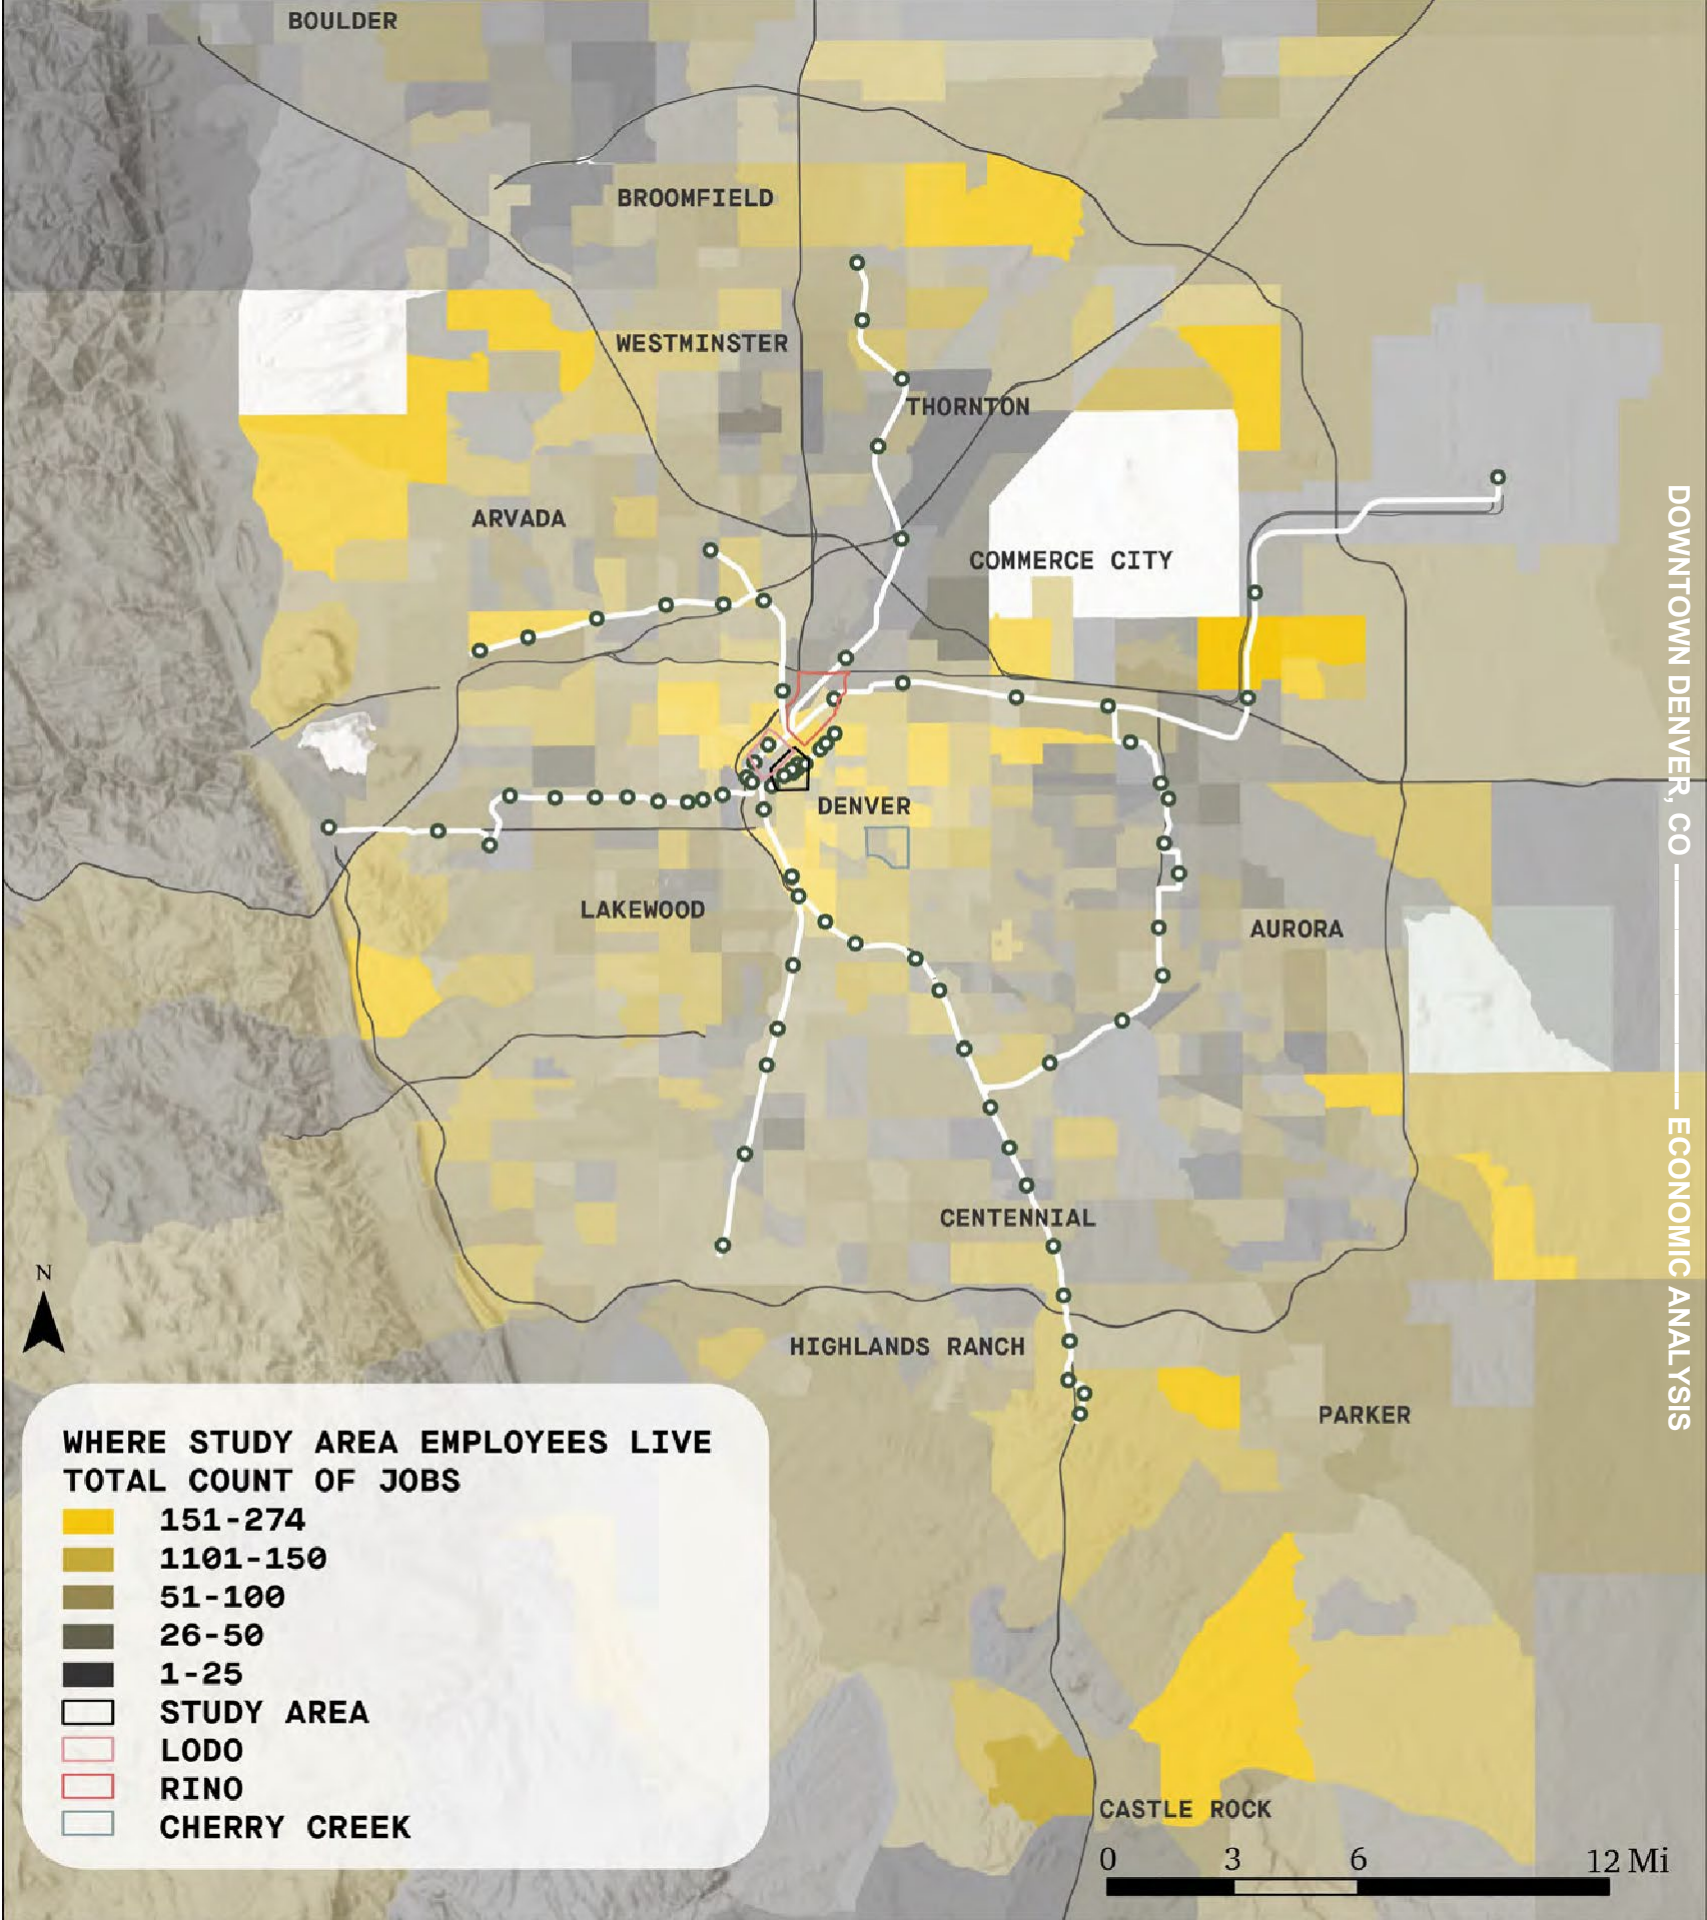 BOULDER
BROOMFIELD
WESTMINSTER
THORNTON
ARVADA
COMMERCE CITY
DENVER
LAKEWOOD
AURORA
CENTENNIAL
HIGHLANDS RANCH
PARKER
CASTLE ROCK
DOWNTOWN DENVER, CO
ECONOMIC ANALYSIS
N
WHERE STUDY AREA EMPLOYEES LIVE
TOTAL COUNT OF JOBS
151-274
1101-150
51-100
26-50
1-25
STUDY AREA
LODO
RINO
CHERRY CREEK
0 3 6 12 Mi